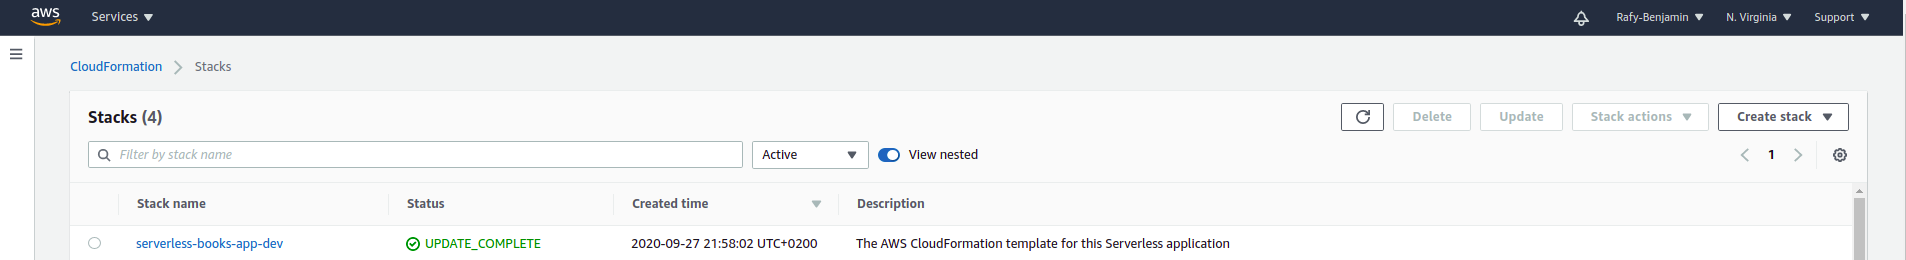 aws Services Rafy-Benjamin N. Virginia Support
CloudFormation Stacks
Stacks (4) Delete Update Stack actions Create stack
Filter by stack name Active View nested 1
Stack name Status Created time Description
serverless-books-app-dev UPDATE_COMPLETE 2020-09-27 21:58:02 UTC+0200 The AWS CloudFormation template for this Serverless application